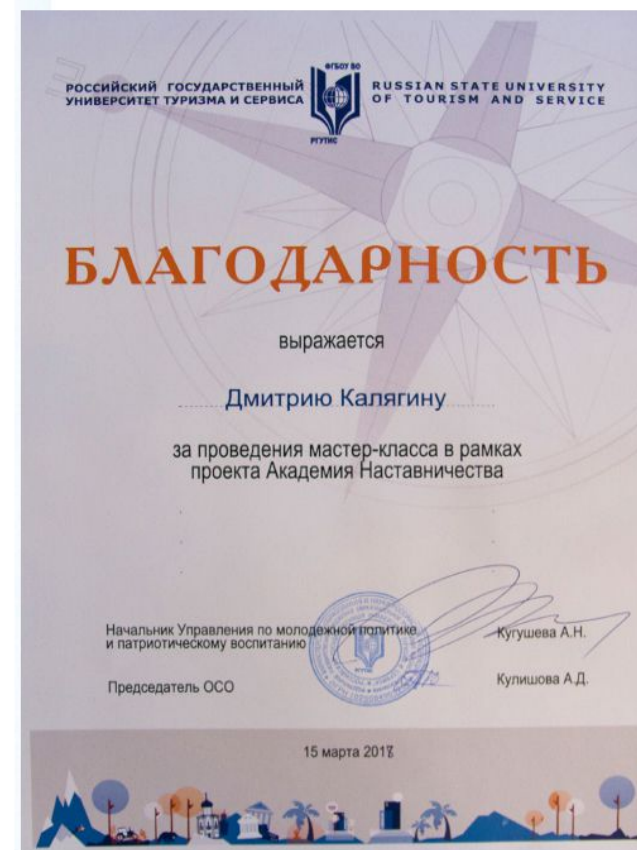 РОССИЙСКИЙ ГОСУДАРСТВЕННЫЙ
УНИВЕРСИТЕТ ТУРИЗМА И СЕРВИСА
ФГБОУ ВО
РГУТИС
RUSSIAN STATE UNIVERSITY
OF TOURISM AND SERVICE
БЛАГОДАРНОСТЬ
выражается
Дмитрию Калягину
за проведения мастер-класса в рамках
проекта Академия Наставничества
Начальник Управления по молодежной политике
и патриотическому воспитанию
Кугушева А.Н.
Председатель ОСО
Кулишова А.Д.
15 марта 2018